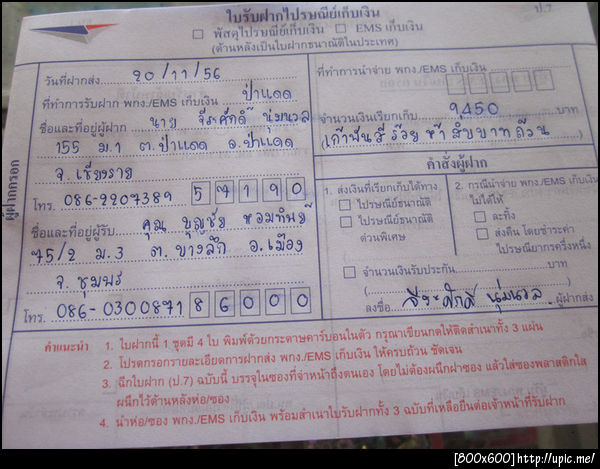 ใบรับฝากไปรษณีย์เก็บเงิน
ป.7
☐ พัสดุไปรษณีย์เก็บเงิน ☐ EMS เก็บเงิน
(ด้านหลังเป็นใบฝากธนาณัติในประเทศ)
ผู้ฝากกรอก
วันที่ฝากส่ง 20/11/56
ที่ทำการรับฝาก พกง./EMS เก็บเงิน ป่าแดด
ชื่อและที่อยู่ผู้ฝาก นาย จีระศักดิ์ นุ่มนวล
155 ม.1 ต.ป่าแดด อ.ป่าแดด
จ.เชียงราย
โทร. 086-2207389 57190
ชื่อและที่อยู่ผู้รับ คุณ บุญชัย หอมทันย์
75/2 ม.3 ต.บางลึก อ.เมือง
จ.ชุมพร
โทร. 086-0300871 86000
ที่ทำการนำจ่าย พกง./EMS เก็บเงิน
จำนวนเงินเรียกเก็บ 9450 บาท
(เก้าพันสี่ร้อยห้าสิบบาทถ้วน)
คำสั่งผู้ฝาก
1. ส่งเงินที่เรียกเก็บได้ทาง
☐ ไปรษณีย์ธนาณัติ
☐ ไปรษณีย์ธนาณัติ
ด่วนพิเศษ
2. กรณีนำจ่าย พกง./EMS เก็บเงิน
ไม่ได้ให้
☐ ละทิ้ง
☐ ส่งคืน โดยชำระค่า
ไปรษณียากรครึ่งหนึ่ง
☐ จำนวนเงินรับประกัน บาท
( )
ลงชื่อ จีระศักดิ์ นุ่มนวล ผู้ฝากส่ง
คำแนะนำ 1. ใบฝากนี้ 1 ชุดมี 4 ใบ พิมพ์ด้วยกระดาษคาร์บอนในตัว กรุณาเขียนกดให้ติดสำเนาทั้ง 3 แผ่น
2. โปรดกรอกรายละเอียดการฝากส่ง พกง./EMS เก็บเงิน ให้ครบถ้วน ชัดเจน
3. ฉีกใบฝาก (ป.7) ฉบับนี้ บรรจุในซองที่จ่าหน้าถึงตนเอง โดยไม่ต้องผนึกฝาซอง แล้วใส่ซองพลาสติกใส
ผนึกไว้ด้านหลังห่อ/ซอง
4. นำห่อ/ซอง พกง./EMS เก็บเงิน พร้อมสำเนาใบรับฝากทั้ง 3 ฉบับที่เหลือยื่นต่อเจ้าหน้าที่รับฝาก
[800x600]http://upic.me/